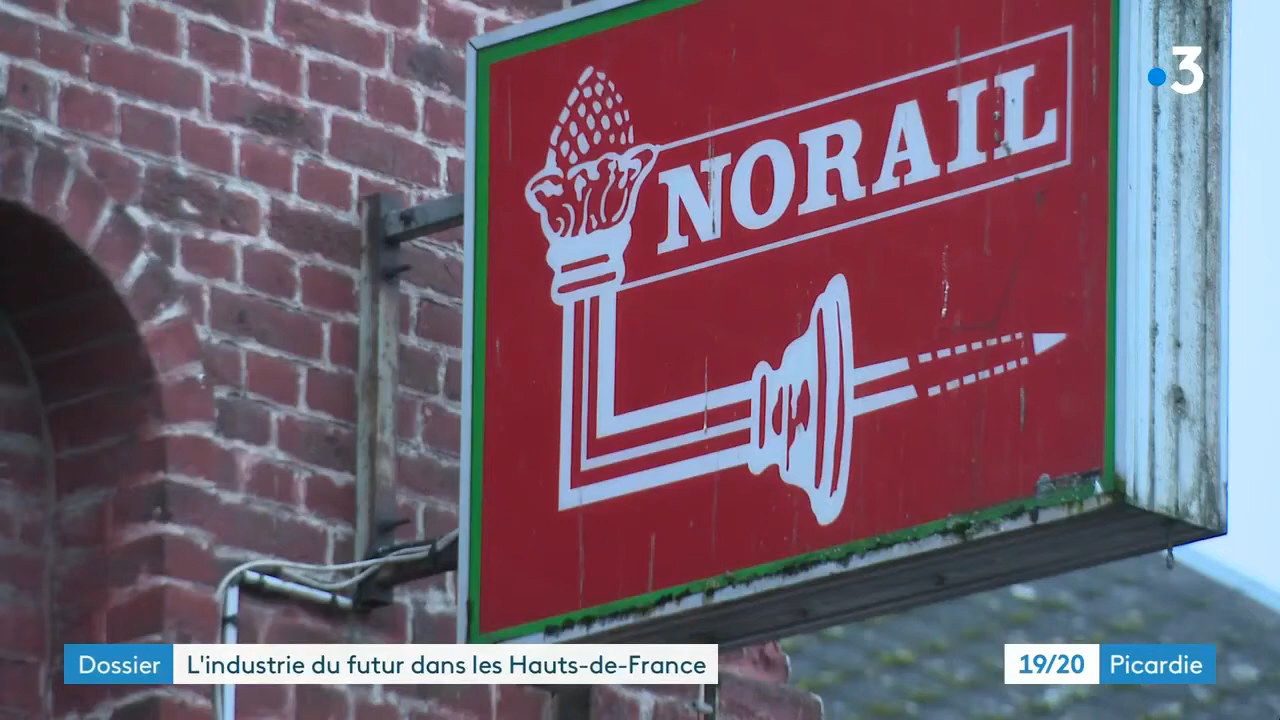 3
NORAIL
Dossier L'industrie du futur dans les Hauts-de-France
19/20 Picardie